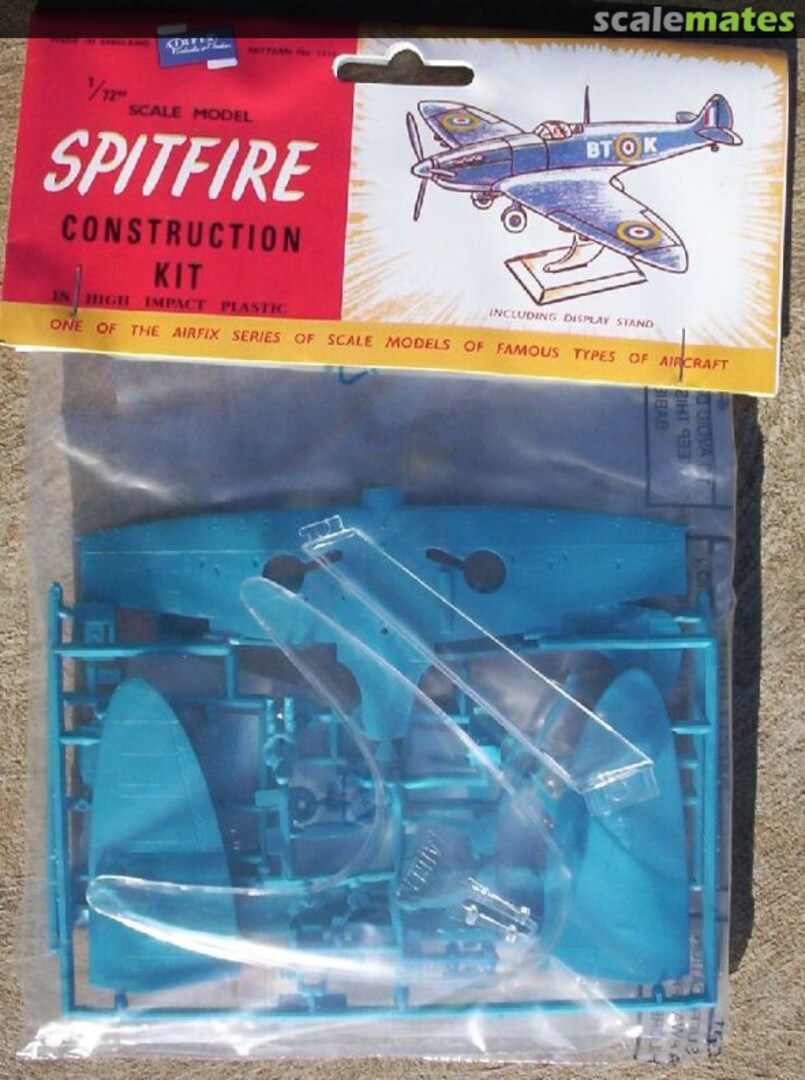 scalemates
MADE IN ENGLAND
AIRFIX
PATTERN No.
1/72ND
SCALE MODEL
SPITFIRE
CONSTRUCTION
KIT
IN HIGH IMPACT PLASTIC
BT K
INCLUDING DISPLAY STAND
ONE OF THE AIRFIX SERIES OF SCALE MODELS OF FAMOUS TYPES OF AIRCRAFT